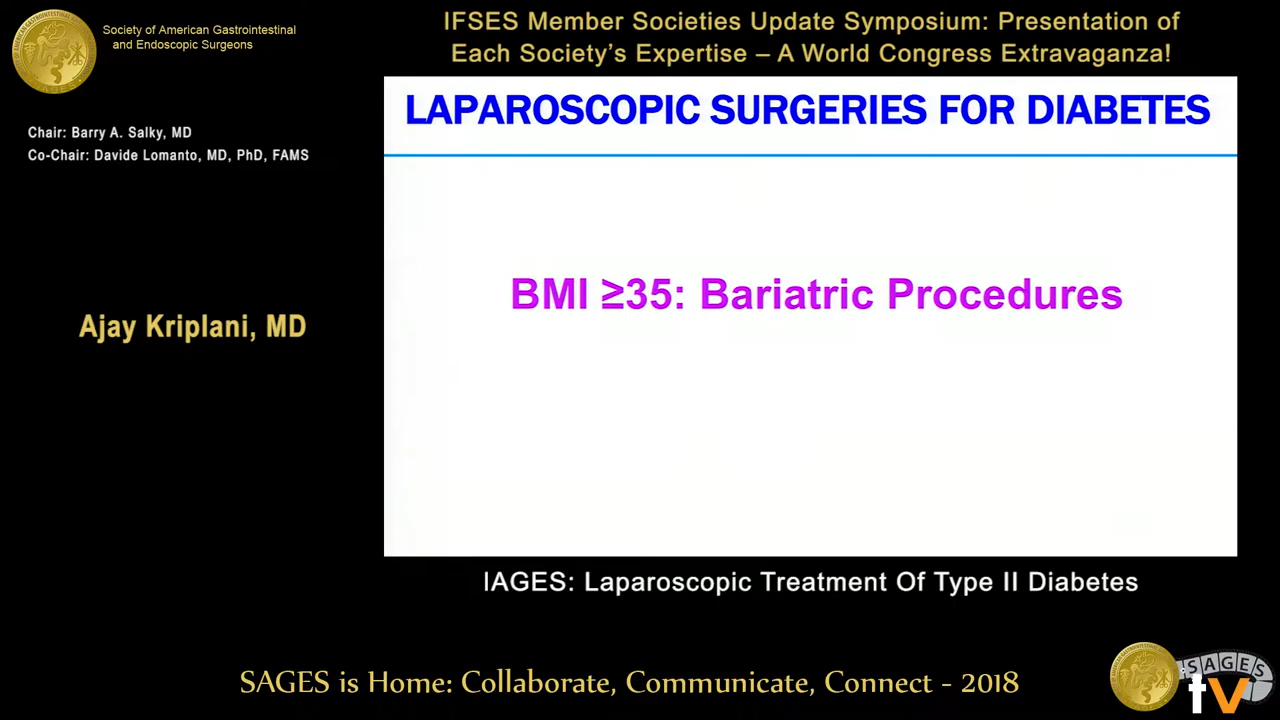 Society of American Gastrointestinal
and Endoscopic Surgeons
IFSES Member Societies Update Symposium: Presentation of
Each Society's Expertise – A World Congress Extravaganza!
Chair: Barry A. Salky, MD
Co-Chair: Davide Lomanto, MD, PhD, FAMS
Ajay Kriplani, MD
LAPAROSCOPIC SURGERIES FOR DIABETES
BMI ≥35: Bariatric Procedures
IAGES: Laparoscopic Treatment Of Type II Diabetes
SAGES is Home: Collaborate, Communicate, Connect - 2018
SAGES
tv